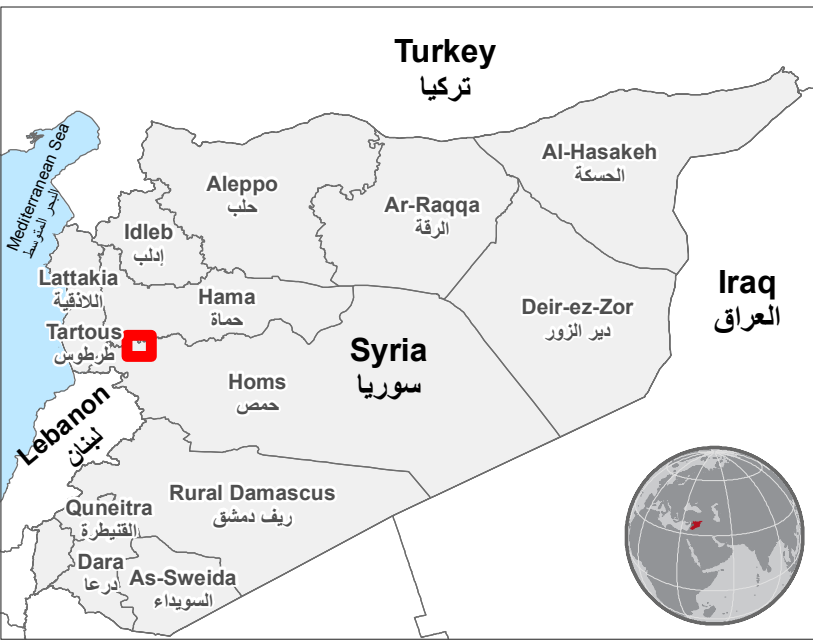 Turkey
تركيا
Mediterranean Sea
البحر المتوسط
Al-Hasakeh
الحسكة
Aleppo
حلب
Ar-Raqqa
الرقة
Idleb
إدلب
Lattakia
اللاذقية
Hama
حماة
Deir-ez-Zor
دير الزور
Iraq
العراق
Tartous
طرطوس
Syria
سوريا
Homs
حمص
Lebanon
لبنان
Rural Damascus
ريف دمشق
Quneitra
القنيطرة
Dara
درعا
As-Sweida
السويداء